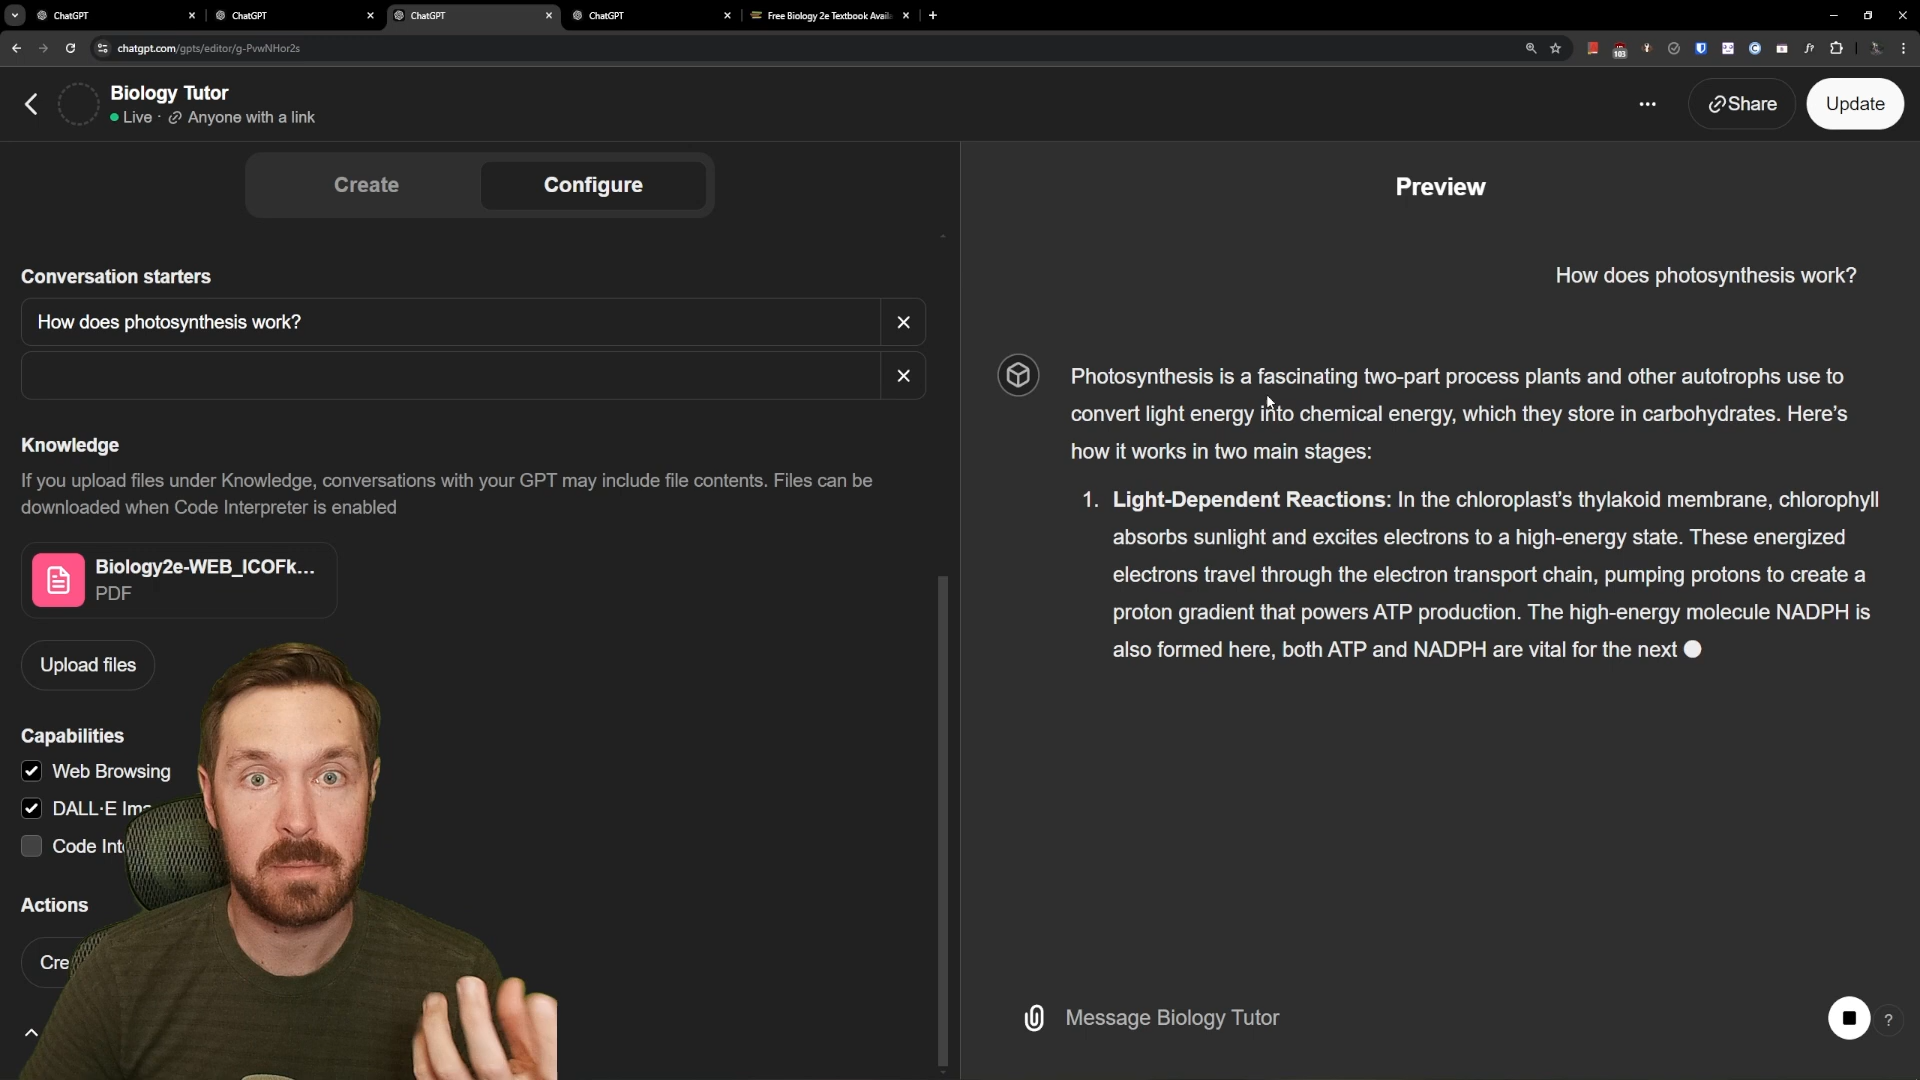 ChatGPT
ChatGPT
ChatGPT
ChatGPT
Free Biology 2e Textbook Avail
chatgpt.com/gpts/editor/g-PvwNHor2s
103
Biology Tutor
Live · Anyone with a link
Share
Update
Create
Configure
Conversation starters
How does photosynthesis work?
Knowledge
If you upload files under Knowledge, conversations with your GPT may include file contents. Files can be
downloaded when Code Interpreter is enabled
Biology2e-WEB_ICOFk...
PDF
Upload files
Capabilities
Web Browsing
DALL·E Ima
Code Int
Actions
Cre
Preview
How does photosynthesis work?
Photosynthesis is a fascinating two-part process plants and other autotrophs use to
convert light energy into chemical energy, which they store in carbohydrates. Here’s
how it works in two main stages:
1. Light-Dependent Reactions: In the chloroplast’s thylakoid membrane, chlorophyll
absorbs sunlight and excites electrons to a high-energy state. These energized
electrons travel through the electron transport chain, pumping protons to create a
proton gradient that powers ATP production. The high-energy molecule NADPH is
also formed here, both ATP and NADPH are vital for the next
Message Biology Tutor
?